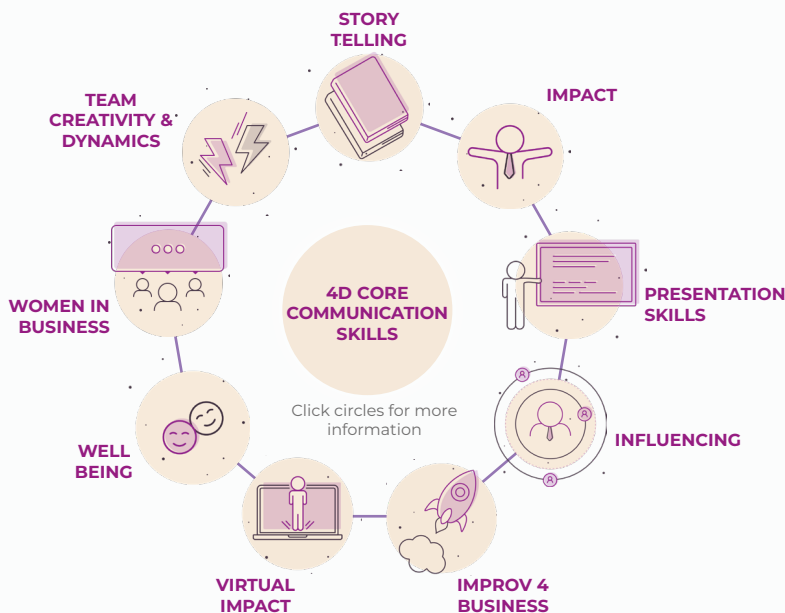 STORY
TELLING
IMPACT
TEAM
CREATIVITY &
DYNAMICS
PRESENTATION
SKILLS
WOMEN IN
BUSINESS
4D CORE
COMMUNICATION
SKILLS
Click circles for more
information
INFLUENCING
WELL
BEING
VIRTUAL
IMPACT
IMPROV 4
BUSINESS